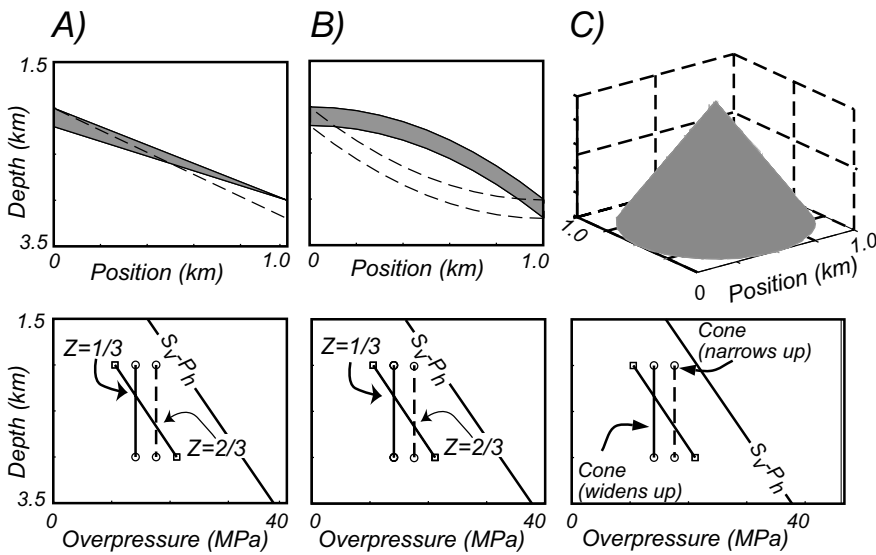 A)
B)
C)
1.5
Depth (km)
3.5
0
1.0
Position (km)
0
1.0
Position (km)
1.0
0
1.0
Position (km)
1.5
Depth (km)
3.5
Z=1/3
Sv-Ph
Z=2/3
0
40
Overpressure (MPa)
Z=1/3
Sv-Ph
Z=2/3
0
40
Overpressure (MPa)
Cone
(narrows up)
Sv-Ph
Cone
(widens up)
0
40
Overpressure (MPa)